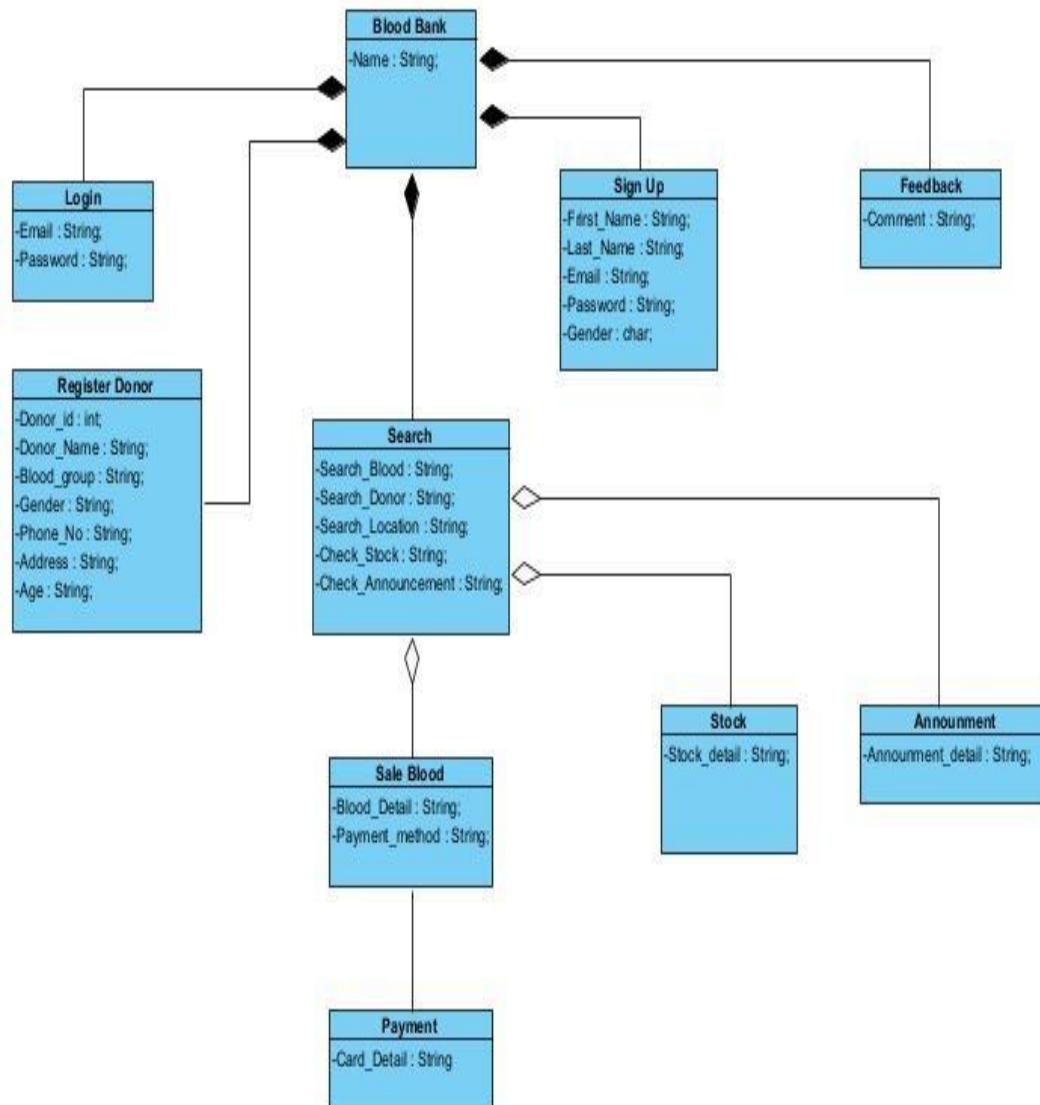 Blood Bank
-Name : String;
Login
-Email : String;
-Password : String;
Sign Up
-Frirst_Name : String;
-Last_Name : String;
-Email : String;
-Password : String;
-Gender : char;
Feedback
-Comment : String;
Register Donor
-Donor_id : int;
-Donor_Name : String;
-Blood_group : String;
-Gender : String;
-Phone_No : String;
-Address : String;
-Age : String;
Search
-Search_Blood : String;
-Search_Donor : String;
-Search_Location : String;
-Check_Stock : String;
-Check_Announcement : String;
Stock
-Stock_detail : String;
Announment
-Announment_detail : String;
Sale Blood
-Blood_Detail : String;
-Payment_method : String;
Payment
-Card_Detail : String